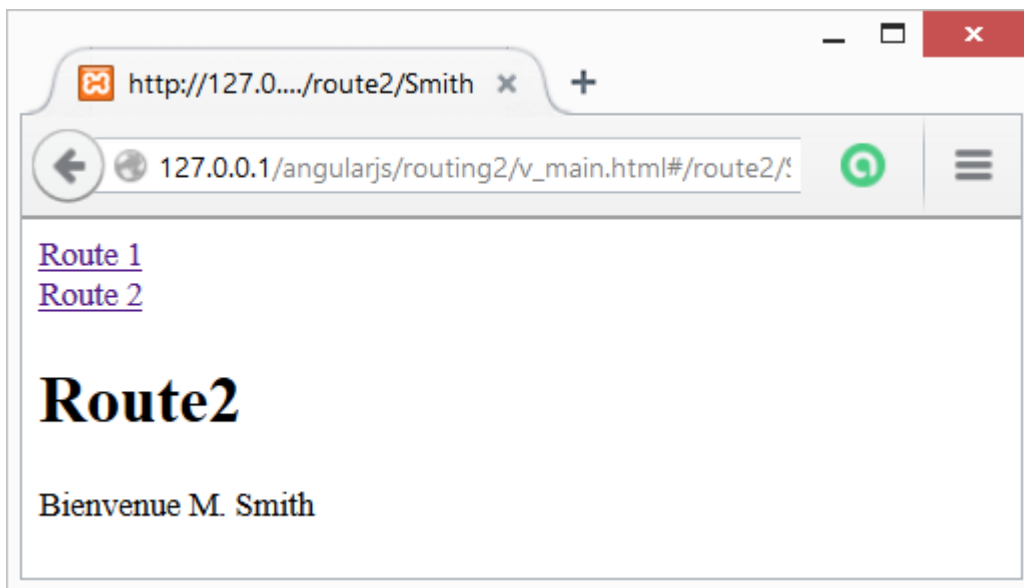 http://127.0..../route2/Smith
127.0.0.1/angularjs/routing2/v_main.html#/route2/
Route 1
Route 2
Route2
Bienvenue M. Smith